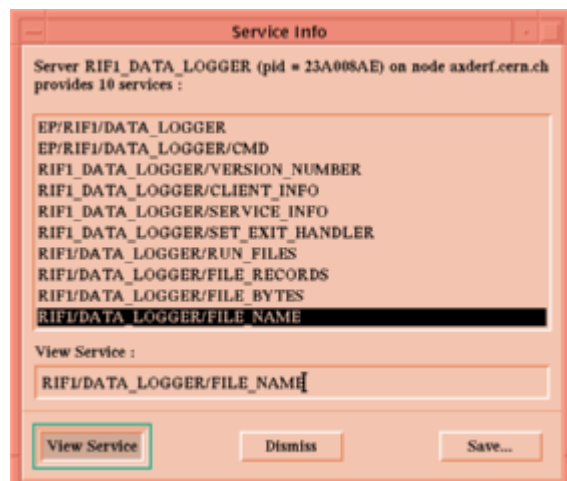 Service Info
Server RIF1_DATA_LOGGER (pid = 23A008AE) on node axderf.cern.ch
provides 10 services :
EP/RIF1/DATA_LOGGER
EP/RIF1/DATA_LOGGER/CMD
RIF1_DATA_LOGGER/VERSION_NUMBER
RIF1_DATA_LOGGER/CLIENT_INFO
RIF1_DATA_LOGGER/SERVICE_INFO
RIF1_DATA_LOGGER/SET_EXIT_HANDLER
RIF1/DATA_LOGGER/RUN_FILES
RIF1/DATA_LOGGER/FILE_RECORDS
RIF1/DATA_LOGGER/FILE_BYTES
RIF1/DATA_LOGGER/FILE_NAME
View Service :
RIF1/DATA_LOGGER/FILE_NAME
View Service Dismiss Save...